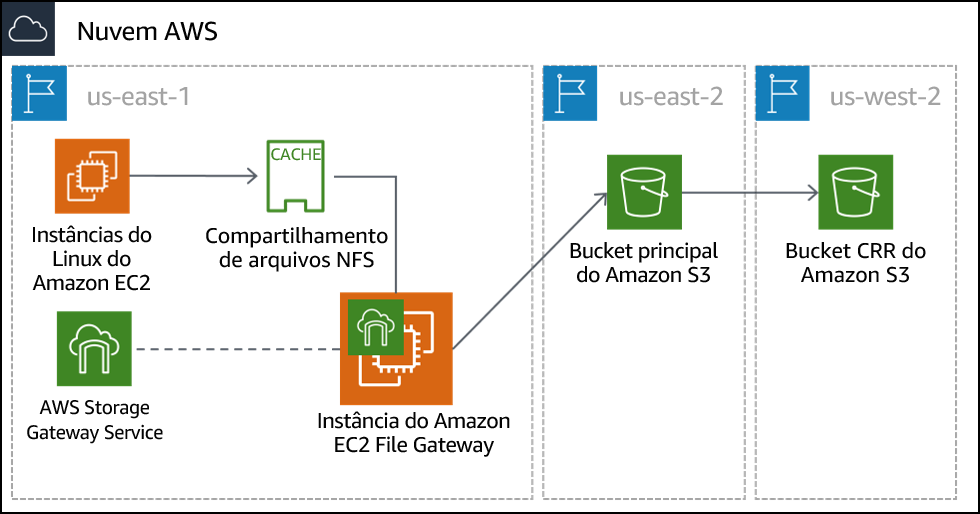 Nuvem AWS
us-east-1
us-east-2
us-west-2
CACHE
Instâncias do
Linux do
Amazon EC2
Compartilhamento
de arquivos NFS
Bucket principal
do Amazon S3
Bucket CRR do
Amazon S3
AWS Storage
Gateway Service
Instância do Amazon
EC2 File Gateway